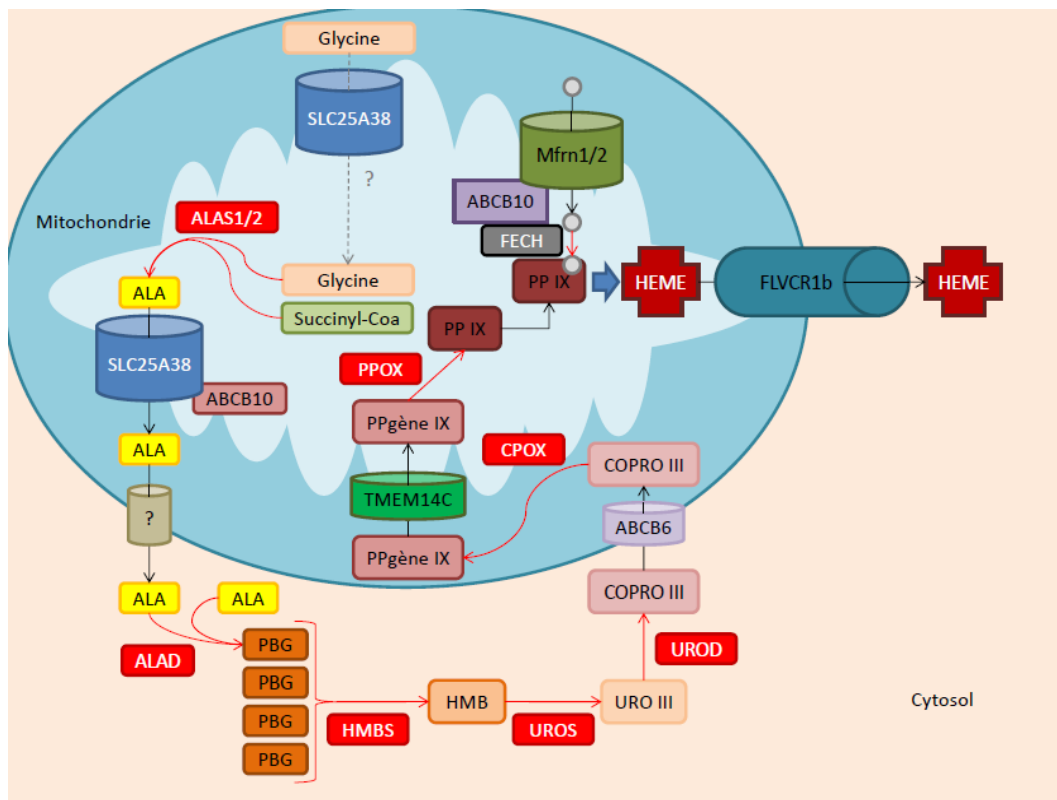 Glycine
SLC25A38
?
Mfrn1/2
ABCB10
FECH
Mitochondrie
ALAS1/2
ALA
Glycine
Succinyl-Coa
PP IX
PP IX
HEME
FLVCR1b
HEME
SLC25A38
ABCB10
PPOX
PPgène IX
CPOX
COPRO III
ALA
TMEM14C
?
ABCB6
PPgène IX
COPRO III
ALA
ALA
ALAD
PBG
PBG
PBG
PBG
HMBS
HMB
UROS
URO III
UROD
Cytosol